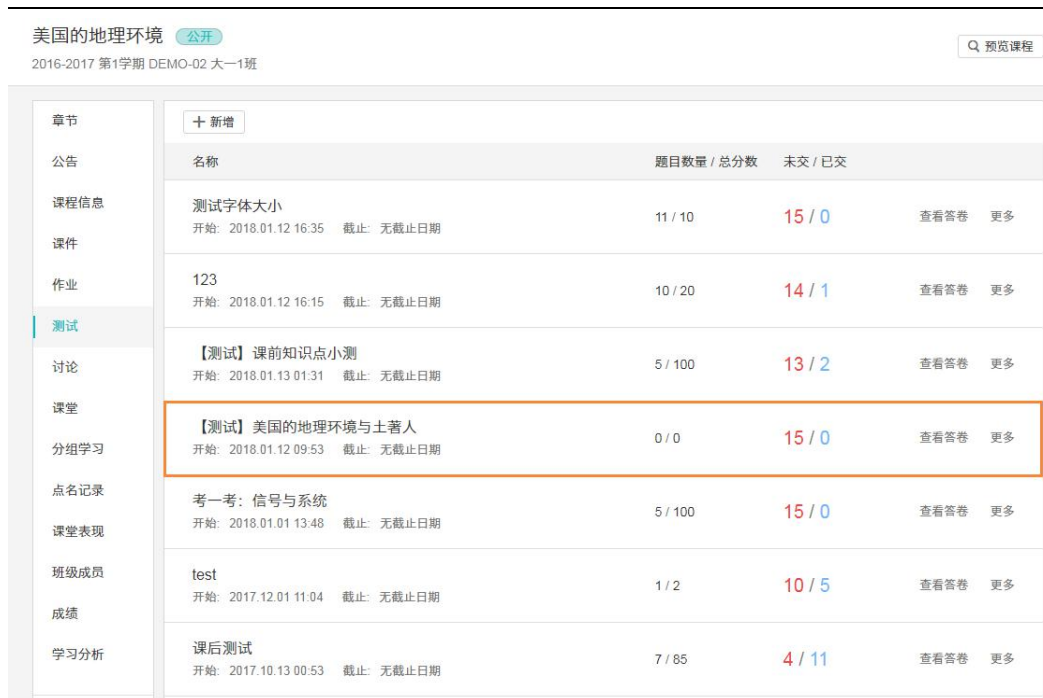 美国的地理环境 公开
2016-2017 第1学期 DEMO-02 大一1班
预览课程
章节
公告
课程信息
课件
作业
测试
讨论
课堂
分组学习
点名记录
课堂表现
班级成员
成绩
学习分析
新增
名称 题目数量 / 总分数 未交 / 已交
测试字体大小
开始: 2018.01.12 16:35 截止: 无截止日期
11 / 10 15 / 0 查看答卷 更多
123
开始: 2018.01.12 16:15 截止: 无截止日期
10 / 20 14 / 1 查看答卷 更多
【测试】课前知识点小测
开始: 2018.01.13 01:31 截止: 无截止日期
5 / 100 13 / 2 查看答卷 更多
【测试】美国的地理环境与土著人
开始: 2018.01.12 09:53 截止: 无截止日期
0 / 0 15 / 0 查看答卷 更多
考一考：信号与系统
开始: 2018.01.01 13:48 截止: 无截止日期
5 / 100 15 / 0 查看答卷 更多
test
开始: 2017.12.01 11:04 截止: 无截止日期
1 / 2 10 / 5 查看答卷 更多
课后测试
开始: 2017.10.13 00:53 截止: 无截止日期
7 / 85 4 / 11 查看答卷 更多